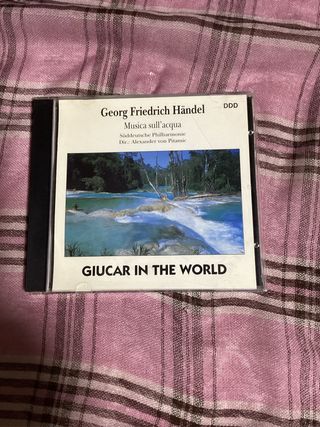 Georg Friedrich Händel
DDD
Musica sull'acqua
Süddeutsche Philharmonie
Dir.: Alexander von Pitamic
GIUCAR IN THE WORLD